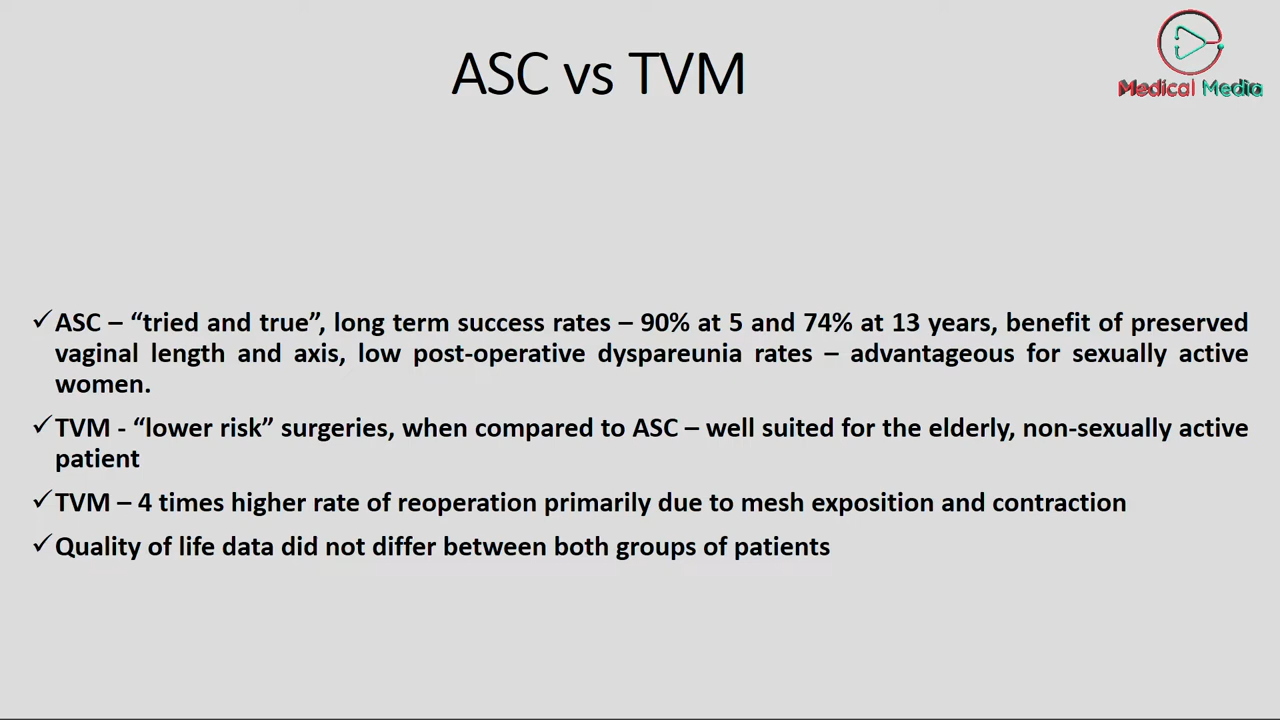 ASC vs TVM
Medical Media
✓ASC – “tried and true”, long term success rates – 90% at 5 and 74% at 13 years, benefit of preserved
vaginal length and axis, low post-operative dyspareunia rates – advantageous for sexually active
women.
✓TVM - “lower risk” surgeries, when compared to ASC – well suited for the elderly, non-sexually active
patient
✓TVM – 4 times higher rate of reoperation primarily due to mesh exposition and contraction
✓Quality of life data did not differ between both groups of patients